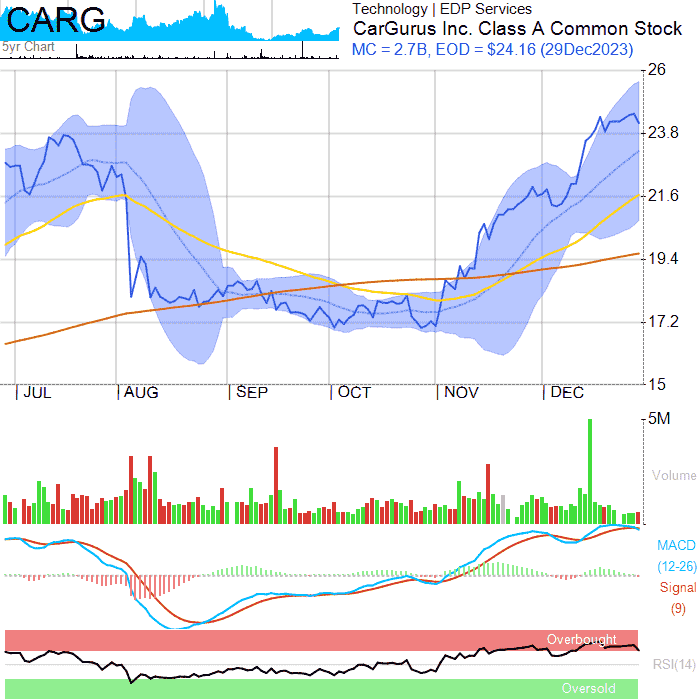 CARG
5yr Chart
Technology | EDP Services
CarGurus Inc. Class A Common Stock
MC = 2.7B, EOD = $24.16 (29Dec2023)
26
23.8
21.6
19.4
17.2
15
JUL
AUG
SEP
OCT
NOV
DEC
5M
Volume
MACD
(12-26)
Signal
(9)
Overbought
RSI(14)
Oversold